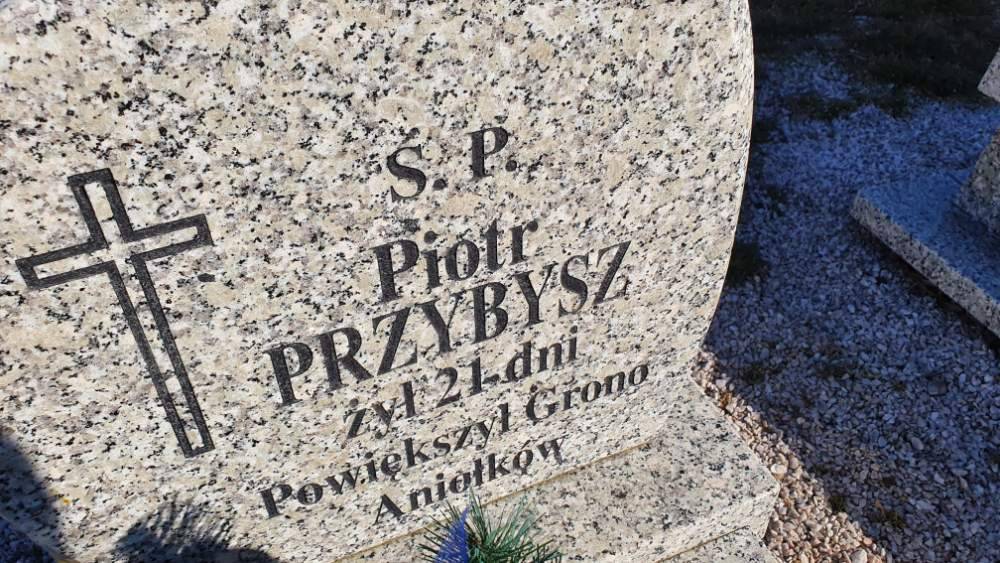 Ś. P.
Piotr
PRZYBYSZ
żył 21-dni
Powiększył Grono
Aniołków